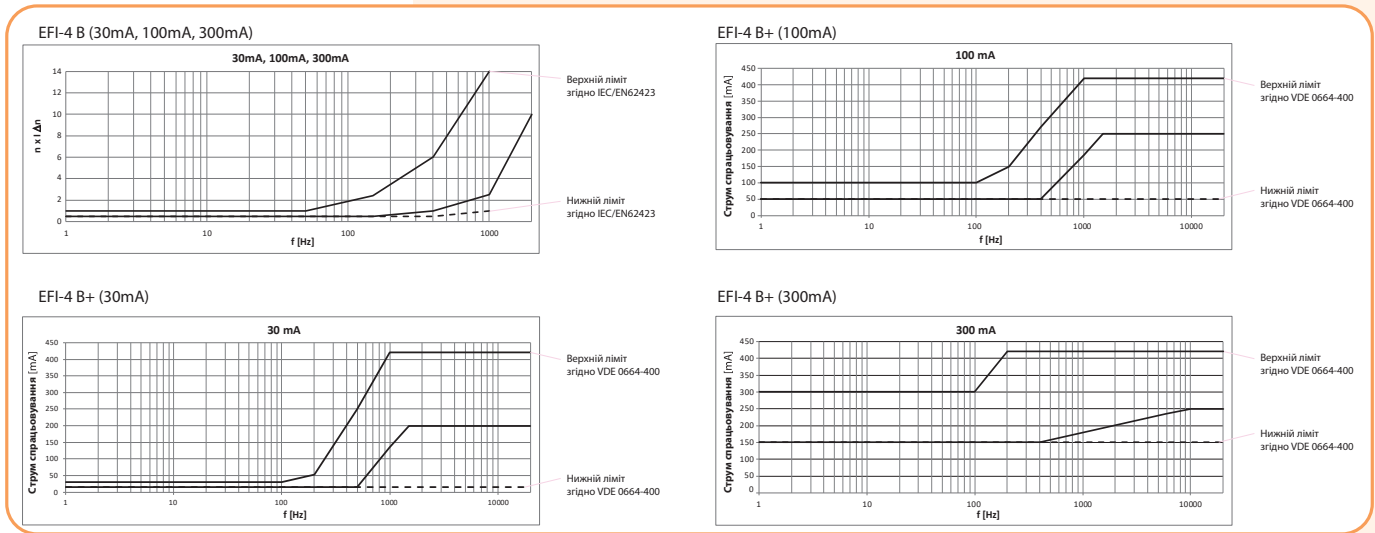 EFI-4 B (30mA, 100mA, 300mA)
30mA, 100mA, 300mA
14
12
10
8
6
4
2
0
n x I Δn
1
10
100
1000
f [Hz]
Верхній ліміт
згідно IEC/EN62423
Нижній ліміт
згідно IEC/EN62423
EFI-4 B+ (100mA)
100 mA
450
400
350
300
250
200
150
100
50
0
Струм спрацьовування [mA]
1
10
100
1000
10000
f [Hz]
Верхній ліміт
згідно VDE 0664-400
Нижній ліміт
згідно VDE 0664-400
EFI-4 B+ (30mA)
30 mA
450
400
350
300
250
200
150
100
50
0
Струм спрацьовування [mA]
1
10
100
1000
10000
f [Hz]
Верхній ліміт
згідно VDE 0664-400
Нижній ліміт
згідно VDE 0664-400
EFI-4 B+ (300mA)
300 mA
450
400
350
300
250
200
150
100
50
0
Струм спрацьовування [mA]
1
10
100
1000
10000
f [Hz]
Верхній ліміт
згідно VDE 0664-400
Нижній ліміт
згідно VDE 0664-400